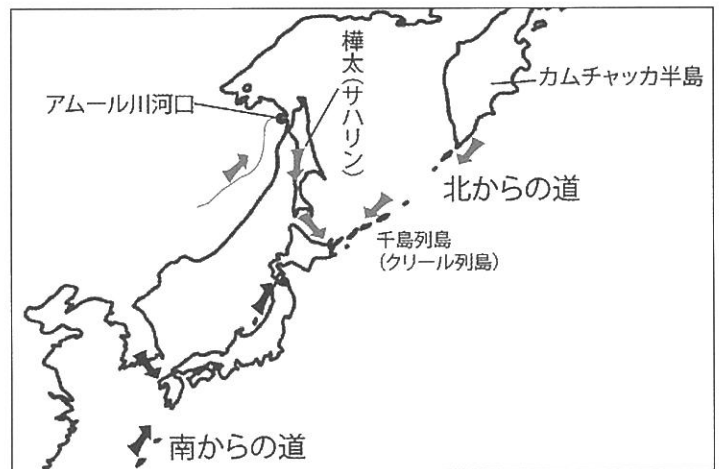 樺太(サハリン)
カムチャッカ半島
アムール川河口
北からの道
千島列島
(クリール列島)
南からの道